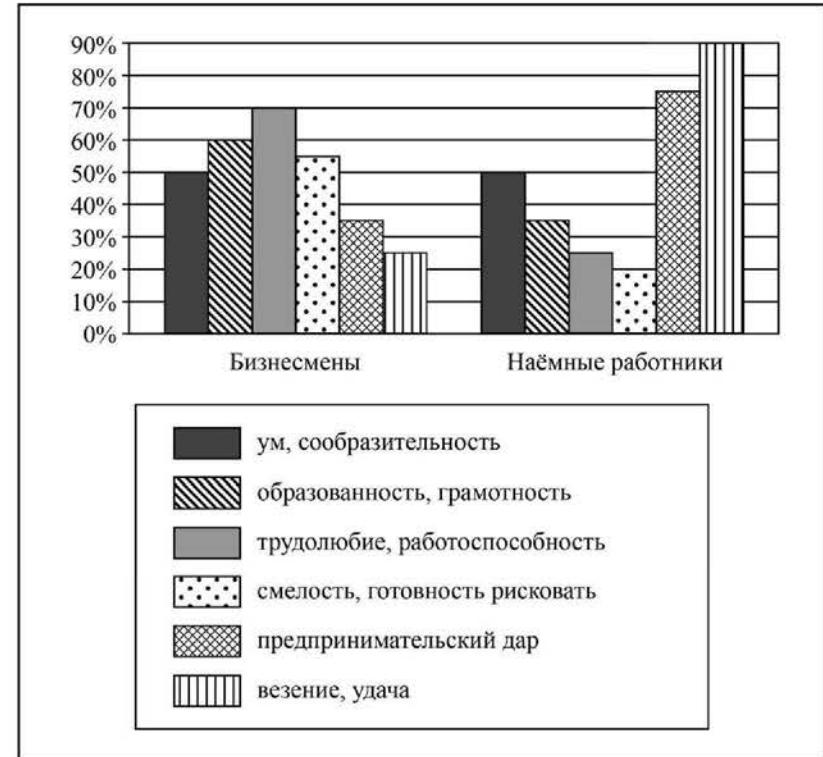 90%
80%
70%
60%
50%
40%
30%
20%
10%
0%
Бизнесмены
Наёмные работники
ум, сообразительность
образованность, грамотность
трудолюбие, работоспособность
смелость, готовность рисковать
предпринимательский дар
везение, удача